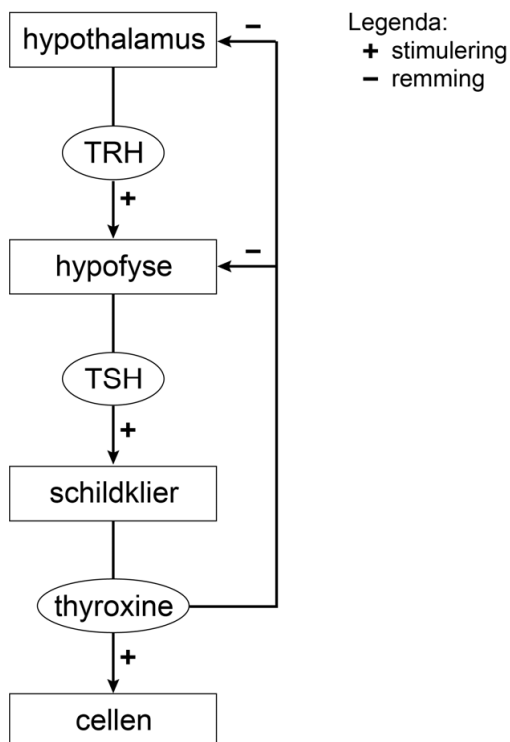 hypothalamus
Legenda:
+ stimulering
− remming
−
TRH
+
hypofyse
−
TSH
+
schildklier
thyroxine
+
cellen